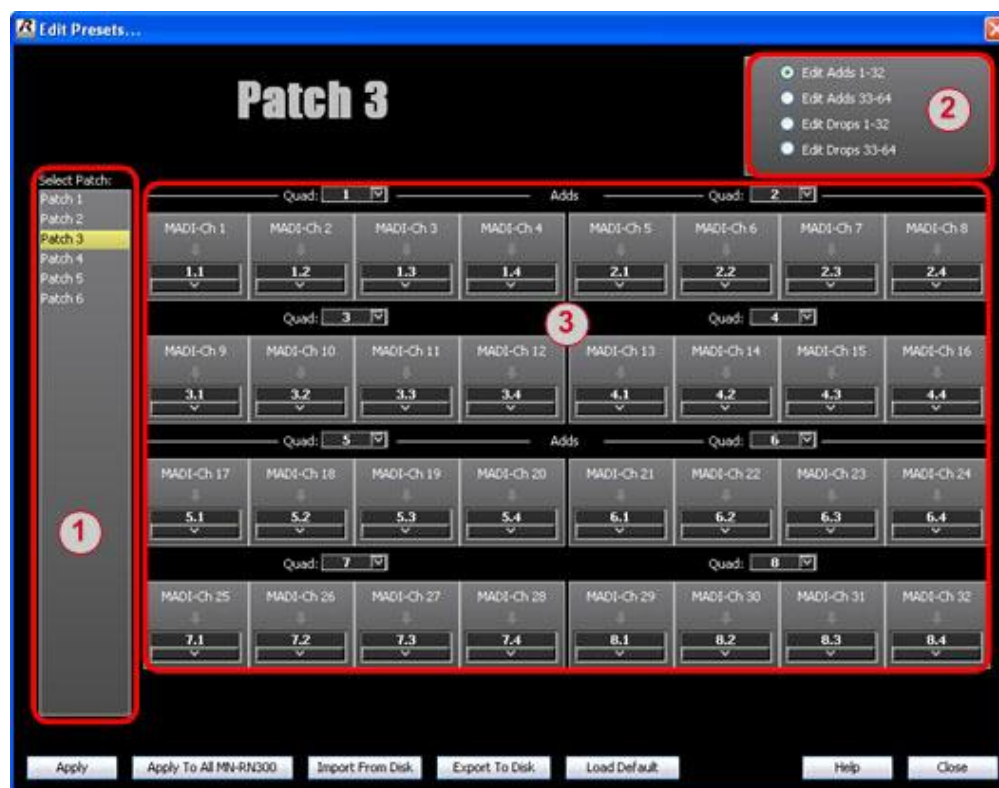 Edit Presets...
Patch 3
Edit Adds 1-32
Edit Adds 33-64
Edit Drops 1-32
Edit Drops 33-64
2
Select Patch:
Patch 1
Patch 2
Patch 3
Patch 4
Patch 5
Patch 6
1
Quad: 1 Adds Quad: 2
MADI-Ch 1 MADI-Ch 2 MADI-Ch 3 MADI-Ch 4 MADI-Ch 5 MADI-Ch 6 MADI-Ch 7 MADI-Ch 8
1.1 1.2 1.3 1.4 2.1 2.2 2.3 2.4
Quad: 3 3 Quad: 4
MADI-Ch 9 MADI-Ch 10 MADI-Ch 11 MADI-Ch 12 MADI-Ch 13 MADI-Ch 14 MADI-Ch 15 MADI-Ch 16
3.1 3.2 3.3 3.4 4.1 4.2 4.3 4.4
Quad: 5 Adds Quad: 6
MADI-Ch 17 MADI-Ch 18 MADI-Ch 19 MADI-Ch 20 MADI-Ch 21 MADI-Ch 22 MADI-Ch 23 MADI-Ch 24
5.1 5.2 5.3 5.4 6.1 6.2 6.3 6.4
Quad: 7 Quad: 8
MADI-Ch 25 MADI-Ch 26 MADI-Ch 27 MADI-Ch 28 MADI-Ch 29 MADI-Ch 30 MADI-Ch 31 MADI-Ch 32
7.1 7.2 7.3 7.4 8.1 8.2 8.3 8.4
Apply Apply To All MN-RN300 Import From Disk Export To Disk Load Default Help Close